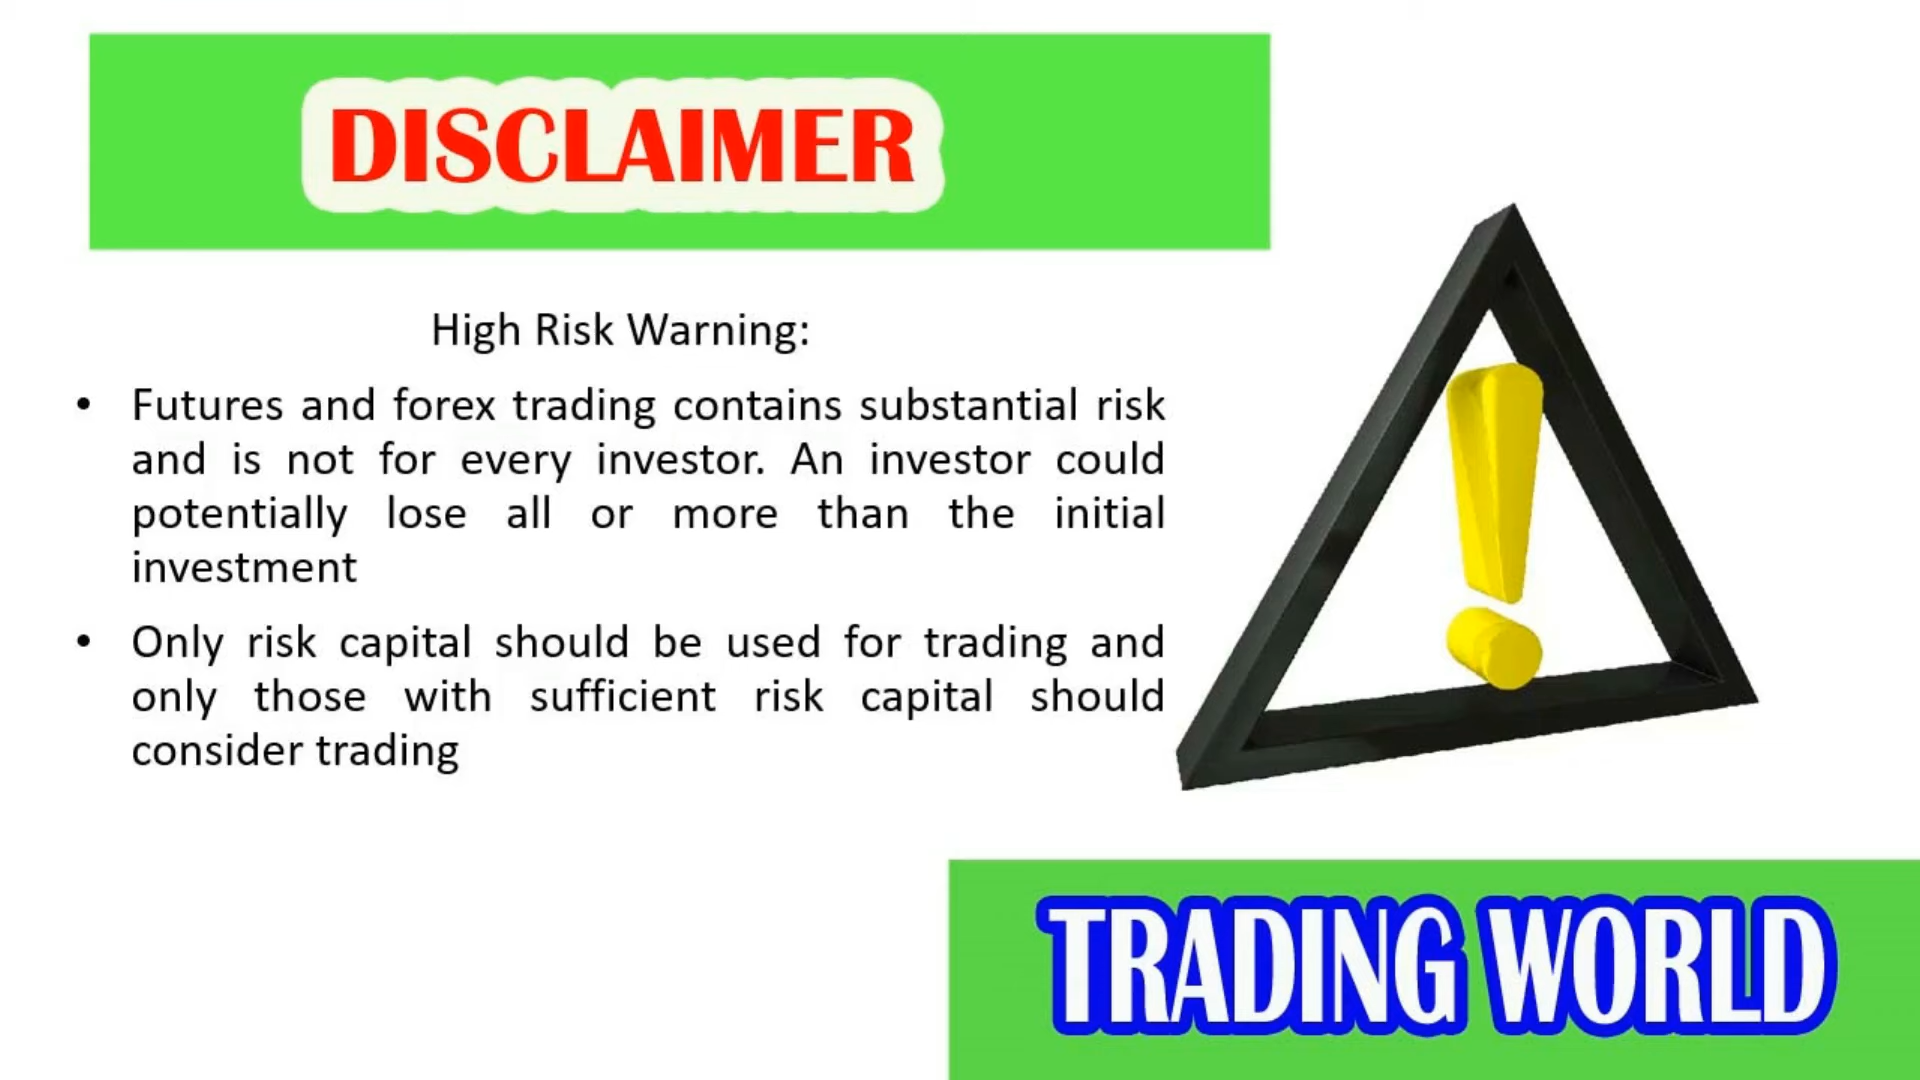 DISCLAIMER
High Risk Warning:
• Futures and forex trading contains substantial risk
and is not for every investor. An investor could
potentially lose all or more than the initial
investment
• Only risk capital should be used for trading and
only those with sufficient risk capital should
consider trading
TRADING WORLD